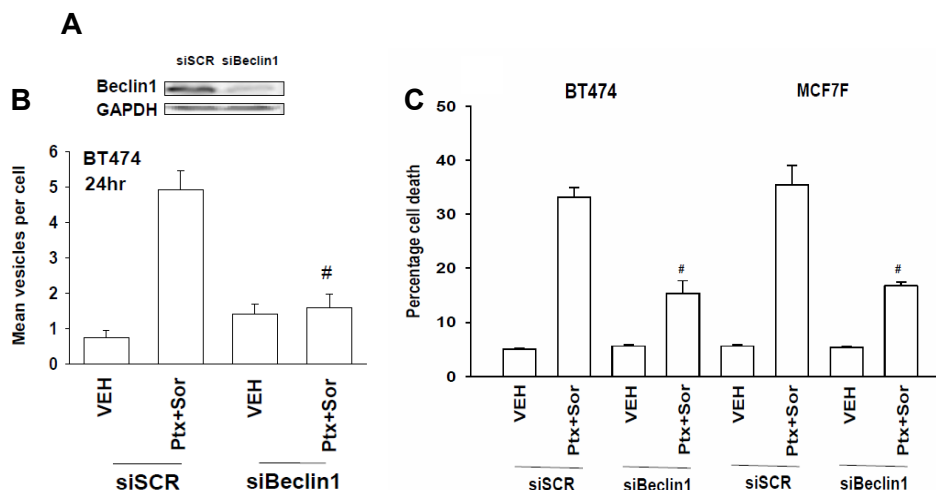 A
siSCR siBeclin1
Beclin1
GAPDH
B
BT474
24hr
6
5
4
3
2
1
0
Mean vesicles per cell
#
VEH
Ptx+Sor
VEH
Ptx+Sor
siSCR
siBeclin1
C
BT474
MCF7F
50
40
30
20
10
0
Percentage cell death
#
#
VEH
Ptx+Sor
VEH
Ptx+Sor
VEH
Ptx+Sor
VEH
Ptx+Sor
siSCR
siBeclin1
siSCR
siBeclin1